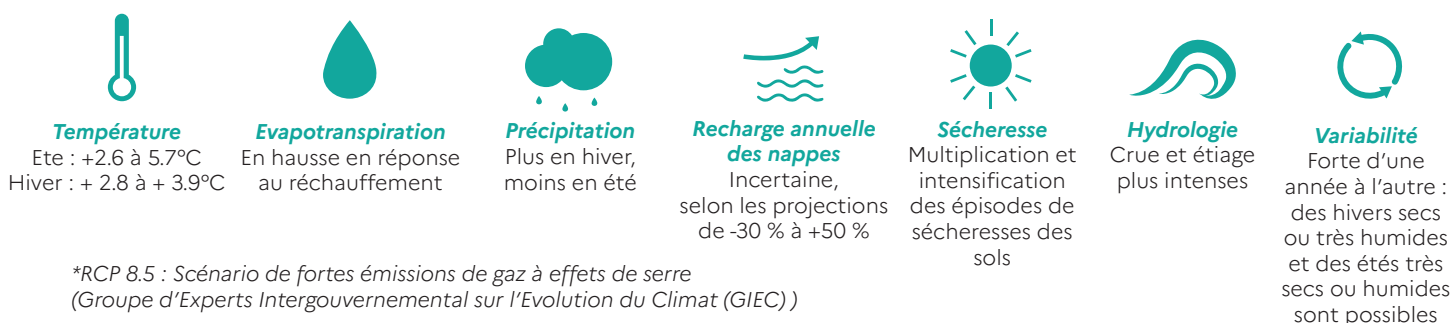 Température
Ete : +2.6 à 5.7°C
Hiver : + 2.8 à + 3.9°C
Evapotranspiration
En hausse en réponse
au réchauffement
Précipitation
Plus en hiver,
moins en été
Recharge annuelle
des nappes
Incertaine,
selon les projections
de -30 % à +50 %
Sécheresse
Multiplication et
intensification
des épisodes de
sécheresses des
sols
Hydrologie
Crue et étiage
plus intenses
Variabilité
Forte d'une
année à l'autre :
des hivers secs
ou très humides
et des étés très
secs ou humides
sont possibles
*RCP 8.5 : Scénario de fortes émissions de gaz à effets de serre
(Groupe d'Experts Intergouvernemental sur l'Evolution du Climat (GIEC) )